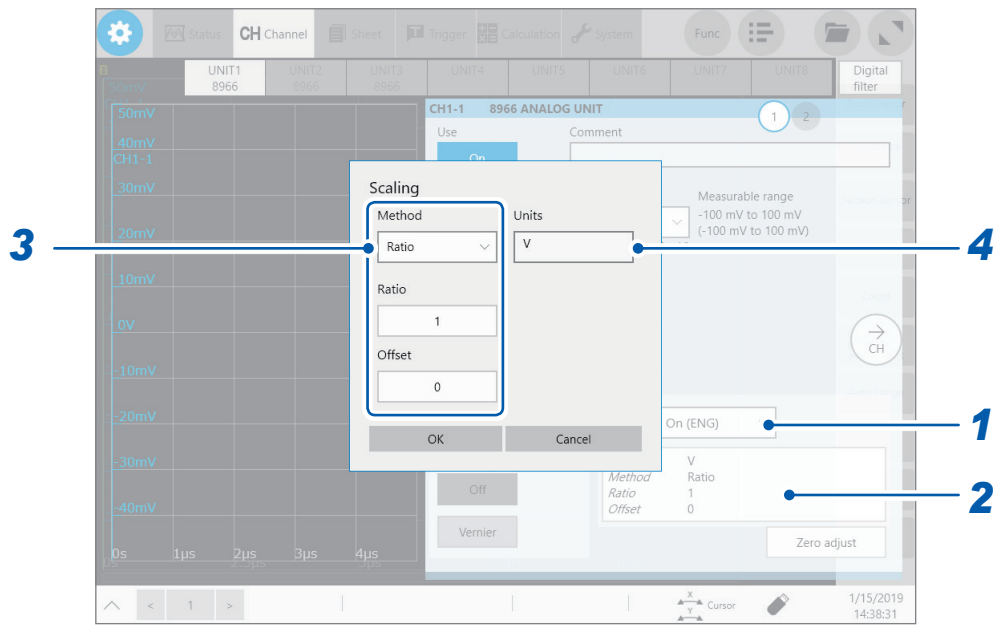 Status CH Channel Sheet Trigger Calculation System Func
UNIT1 UNIT2 UNIT3 UNIT4 UNIT5 UNIT6 UNIT7 UNIT8 Digital
8966 8966 8966 filter
50mV
50mV CH1-1 8966 ANALOG UNIT 1 2
Use Comment
40mV
CH1-1 On
Scaling
30mV Measurable range
Method Units -100 mV to 100 mV
20mV (-100 mV to 100 mV)
3 Ratio V 4
10mV Ratio
1
0V
Offset CH
-10mV
0
-20mV On (ENG) 1
OK Cancel
-30mV V
Method Ratio
Off Ratio 1 2
-40mV Offset 0
Vernier Zero adjust
0s 1µs 2µs 3µs 4µs
< 1 > X Cursor 1/15/2019
Y 14:38:31